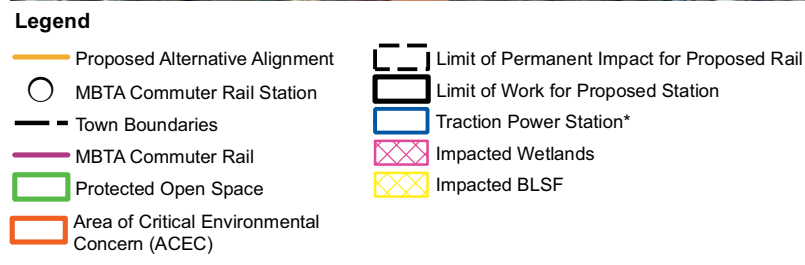 Legend
Proposed Alternative Alignment
MBTA Commuter Rail Station
Town Boundaries
MBTA Commuter Rail
Protected Open Space
Area of Critical Environmental
Concern (ACEC)
Limit of Permanent Impact for Proposed Rail
Limit of Work for Proposed Station
Traction Power Station*
Impacted Wetlands
Impacted BLSF